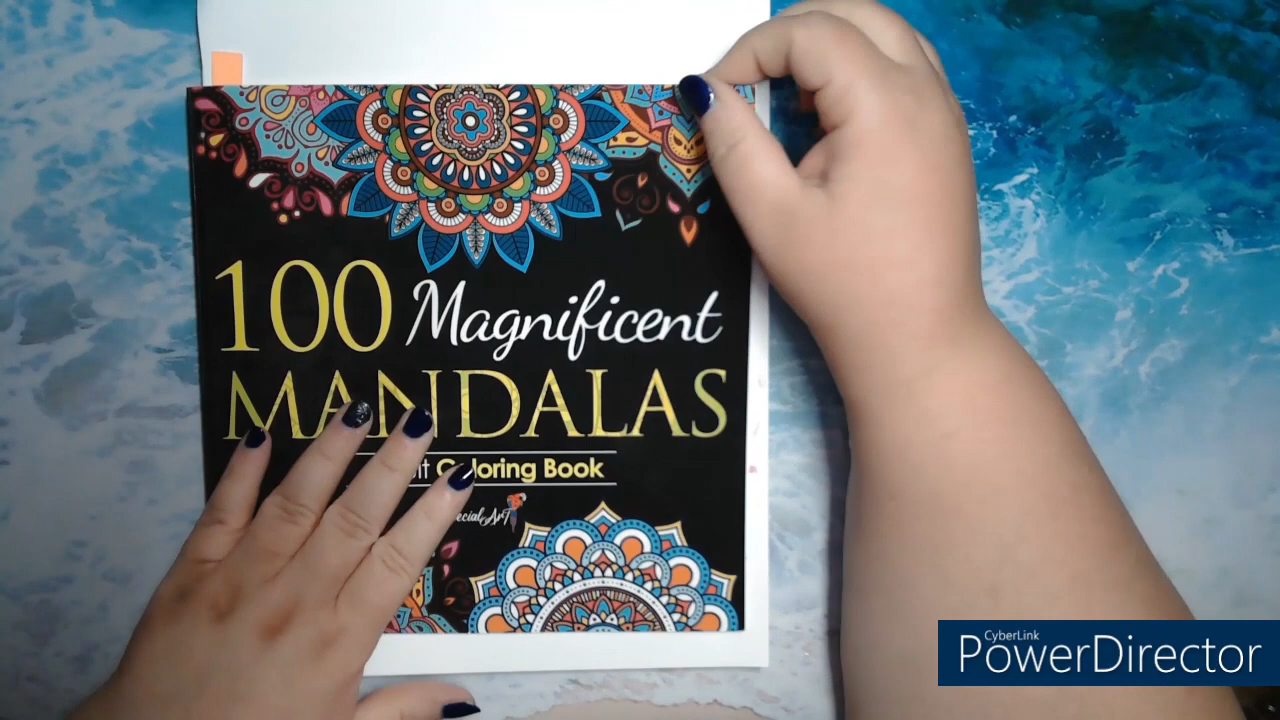 100 Magnificent
MANDALAS
Coloring Book
CyberLink
PowerDirector